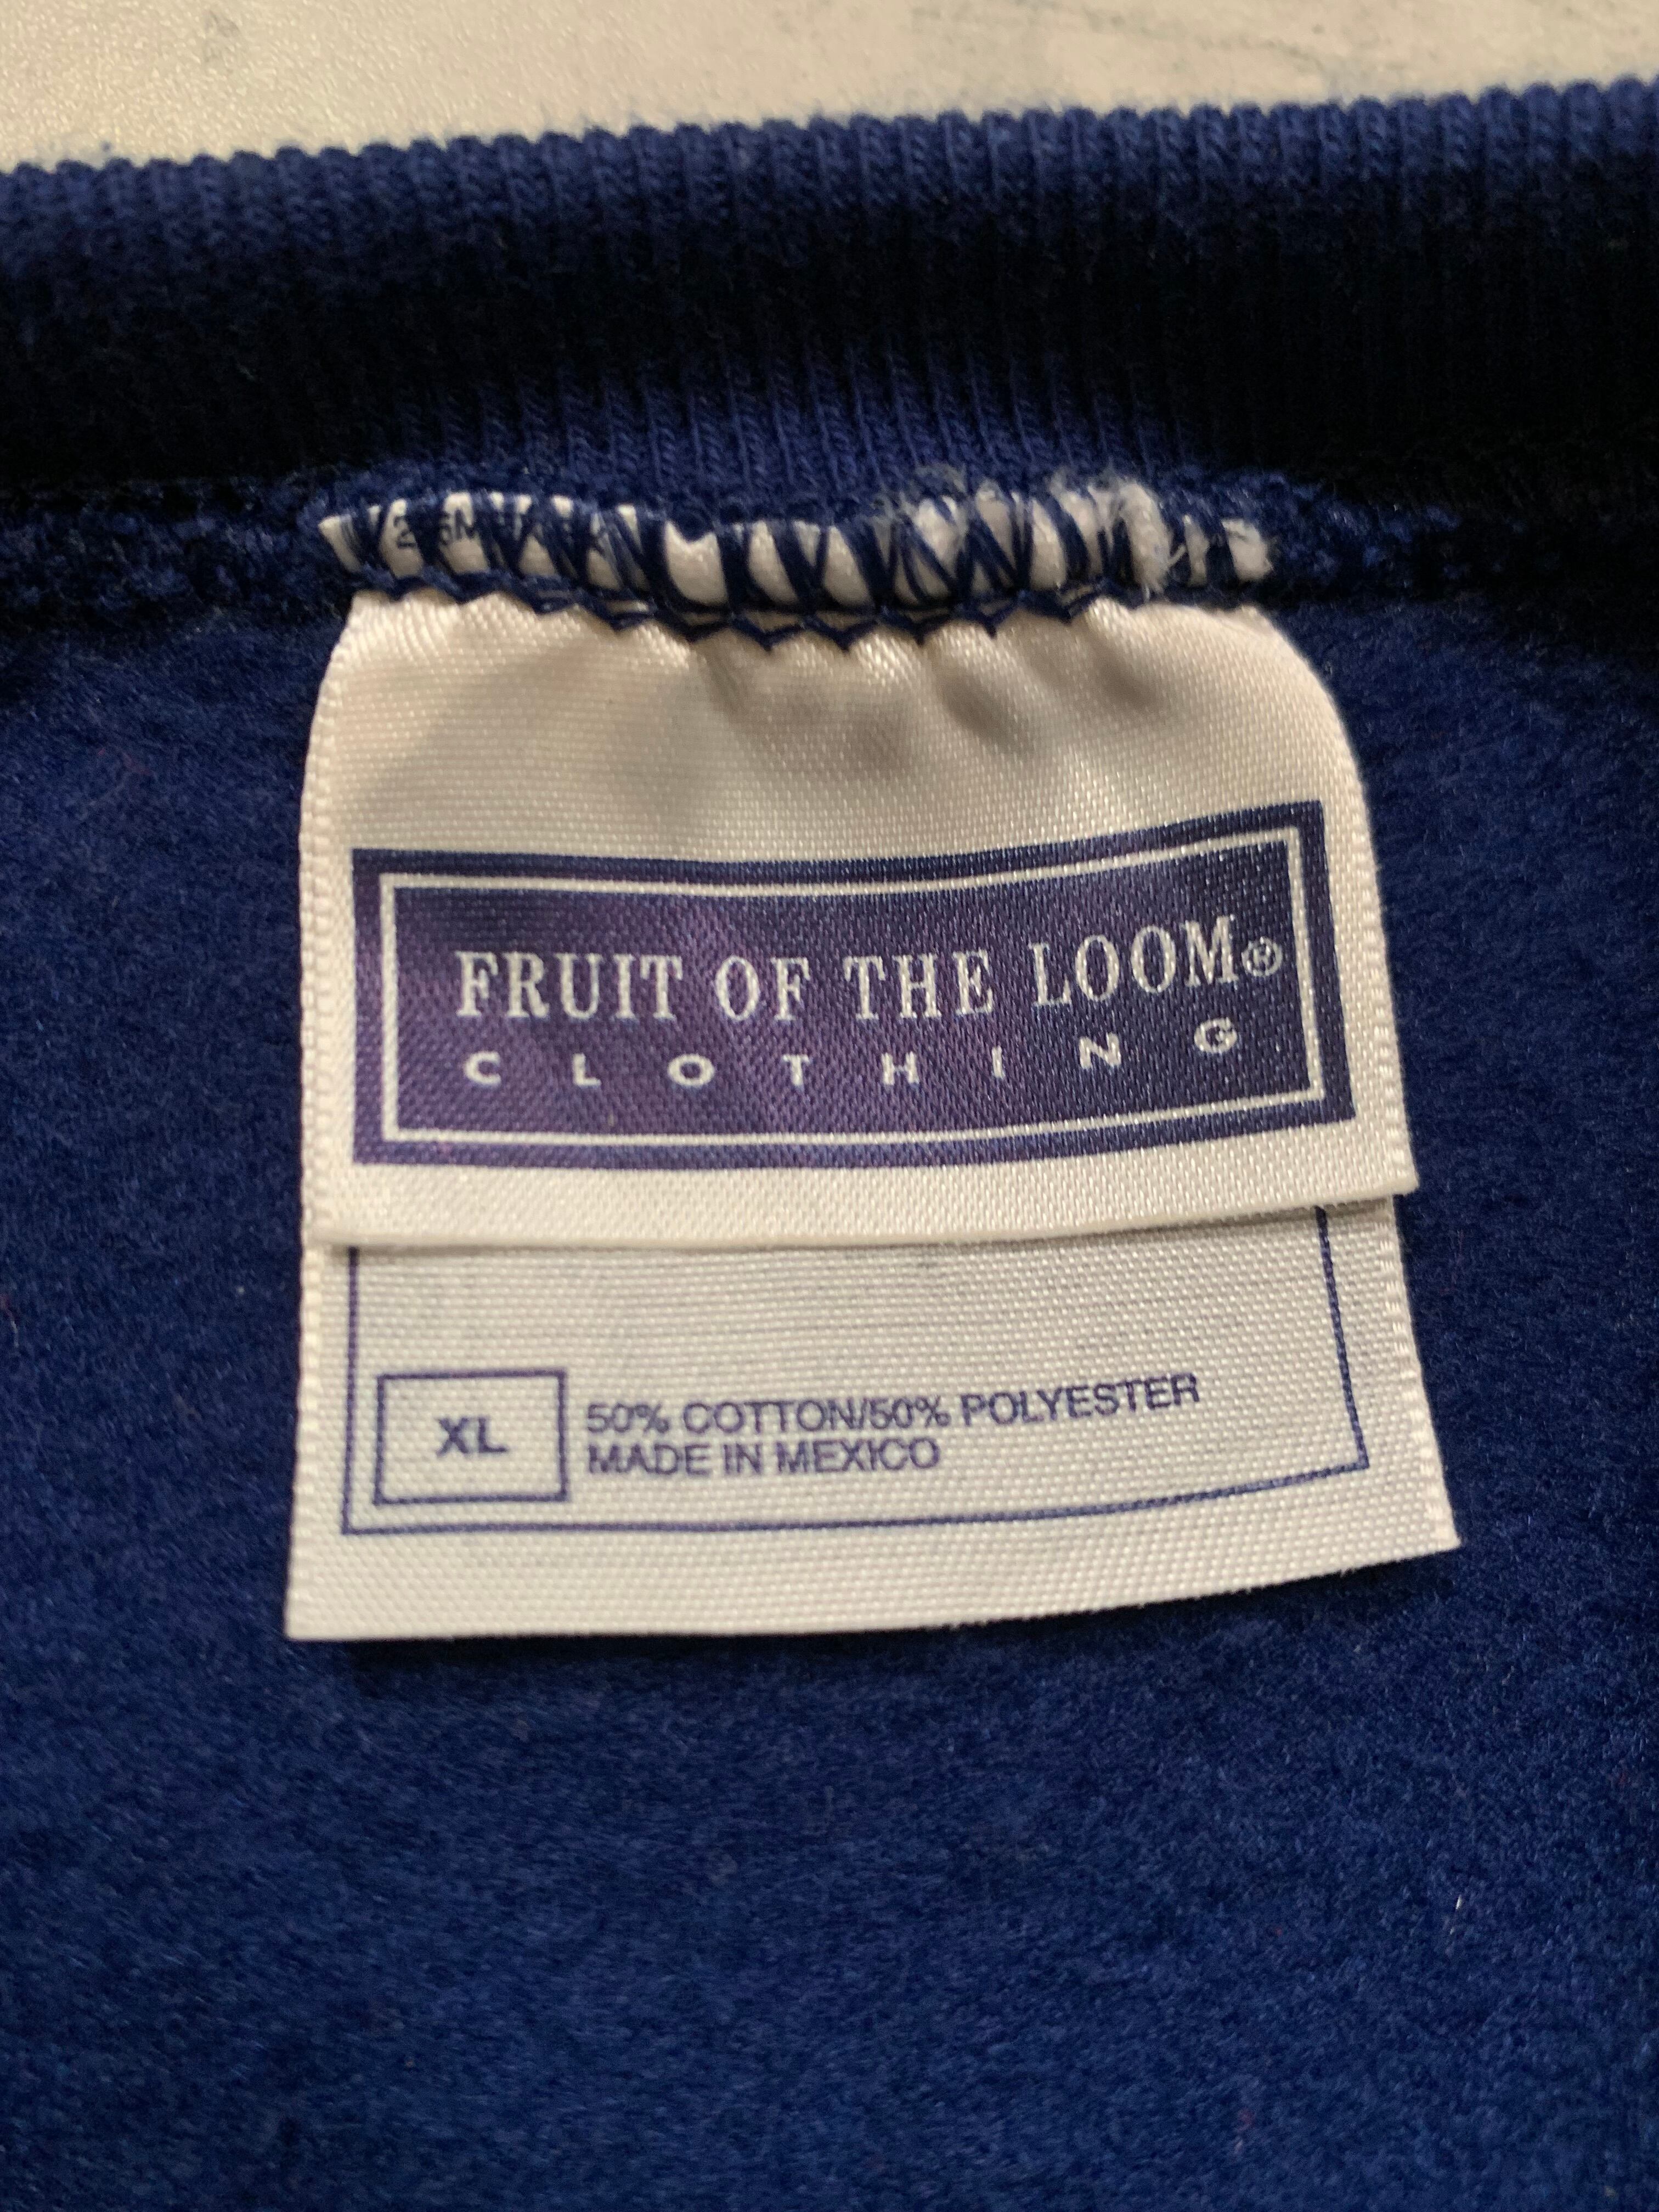 FRUIT OF THE LOOM®
CLOTHING
XL
50% COTTON/50% POLYESTER
MADE IN MEXICO